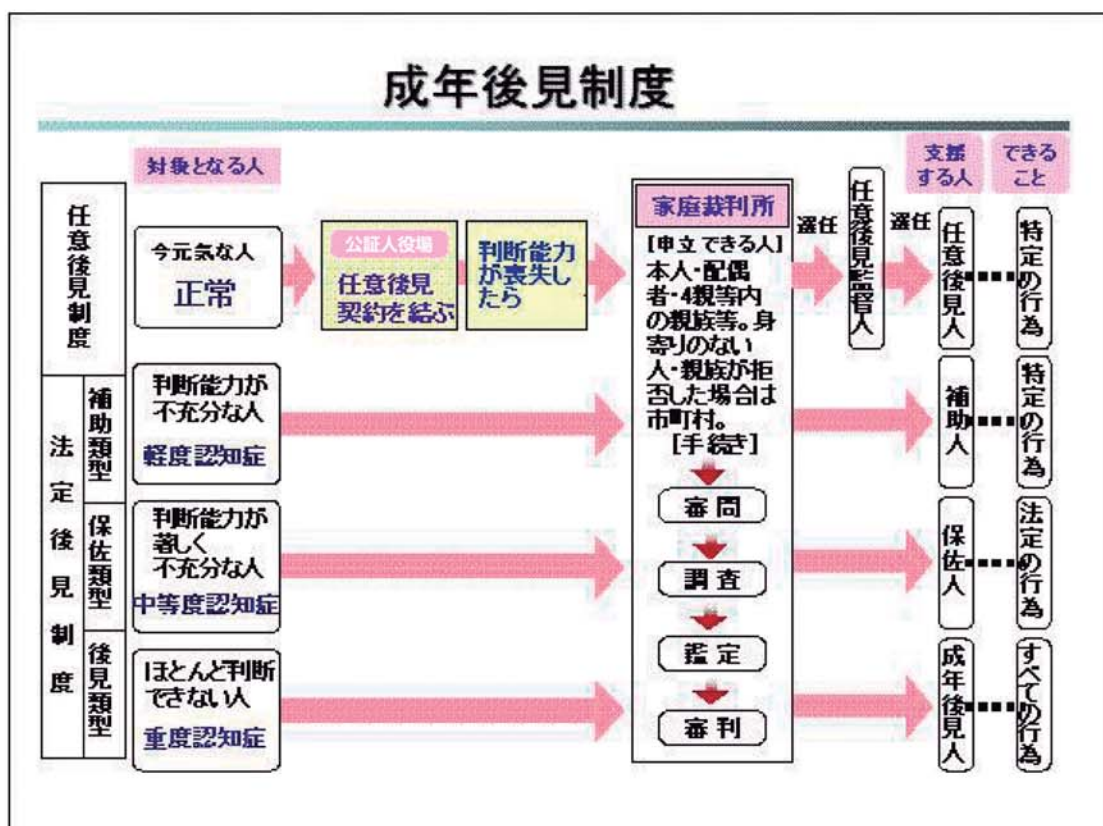 成年後見制度
対象となる人
支援
する人
できる
こと
任意後見制度
今元気な人
正常
公証人役場
任意後見
契約を結ぶ
判断能力
が喪失し
たら
家庭裁判所
[申立できる人]
本人・配偶
者・4親等内
の親族等。身
寄りのない
人・親族が拒
否した場合は
市町村。
[手続き]
審問
調査
鑑定
審判
選任
任意後見監督人
選任
任意後見人
特定の行為
法定後見制度
補助類型
判断能力が
不充分な人
軽度認知症
補助人
特定の行為
保佐類型
判断能力が
著しく
不充分な人
中等度認知症
保佐人
法定の行為
後見類型
ほとんど判断
できない人
重度認知症
成年後見人
すべての行為